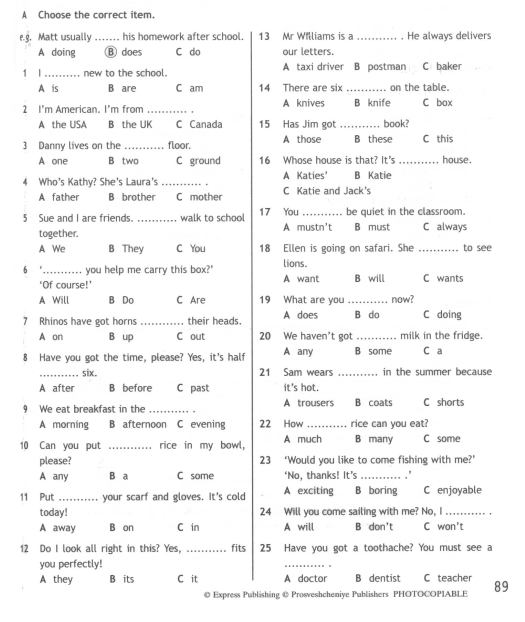 A Choose the correct item.
e.g. Matt usually ....... his homework after school.
A doing B does C do
1 I .......... new to the school.
A is B are C am
2 I'm American. I'm from ........... .
A the USA B the UK C Canada
3 Danny lives on the ........... floor.
A one B two C ground
4 Who's Kathy? She's Laura's ........... .
A father B brother C mother
5 Sue and I are friends. ........... walk to school
together.
A We B They C You
6 '........... you help me carry this box?'
'Of course!'
A Will B Do C Are
7 Rhinos have got horns ........... their heads.
A on B up C out
8 Have you got the time, please? Yes, it's half
........... six.
A after B before C past
9 We eat breakfast in the ........... .
A morning B afternoon C evening
10 Can you put ........... rice in my bowl,
please?
A any B a C some
11 Put .......... your scarf and gloves. It's cold
today!
A away B on C in
12 Do I look all right in this? Yes, .......... fits
you perfectly!
A they B its C it
13 Mr Wfilliams is a ........... . He always delivers
our letters.
A taxi driver B postman C baker
14 There are six ........... on the table.
A knives B knife C box
15 Has Jim got ........... book?
A those B these C this
16 Whose house is that? It's ........... house.
A Katies' B Katie
C Katie and Jack's
17 You ........... be quiet in the classroom.
A mustn't B must C always
18 Ellen is going on safari. She ........... to see
lions.
A want B will C wants
19 What are you ........... now?
A does B do C doing
20 We haven't got ........... milk in the fridge.
A any B some C a
21 Sam wears ........... in the summer because
it's hot.
A trousers B coats C shorts
22 How ........... rice can you eat?
A much B many C some
23 'Would you like to come fishing with me?'
'No, thanks! It's ........... .'
A exciting B boring C enjoyable
24 Will you come sailing with me? No, I ........... .
A will B don't C won't
25 Have you got a toothache? You must see a
........... .
A doctor B dentist C teacher
© Express Publishing © Prosveshcheniye Publishers PHOTOCOPIABLE
89